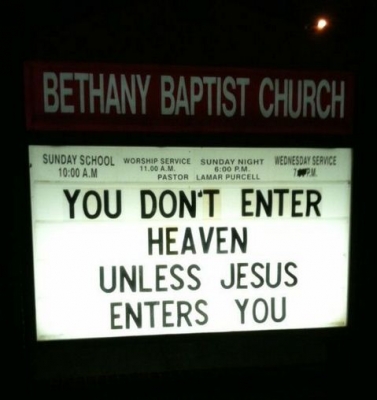 BETHANY BAPTIST CHURCH
SUNDAY SCHOOL WORSHIP SERVICE SUNDAY NIGHT WEDNESDAY SERVICE
10:00 A.M 11.00 A.M. 6:00 P.M. P.M.
PASTOR LAMAR PURCELL
YOU DON'T ENTER
HEAVEN
UNLESS JESUS
ENTERS YOU